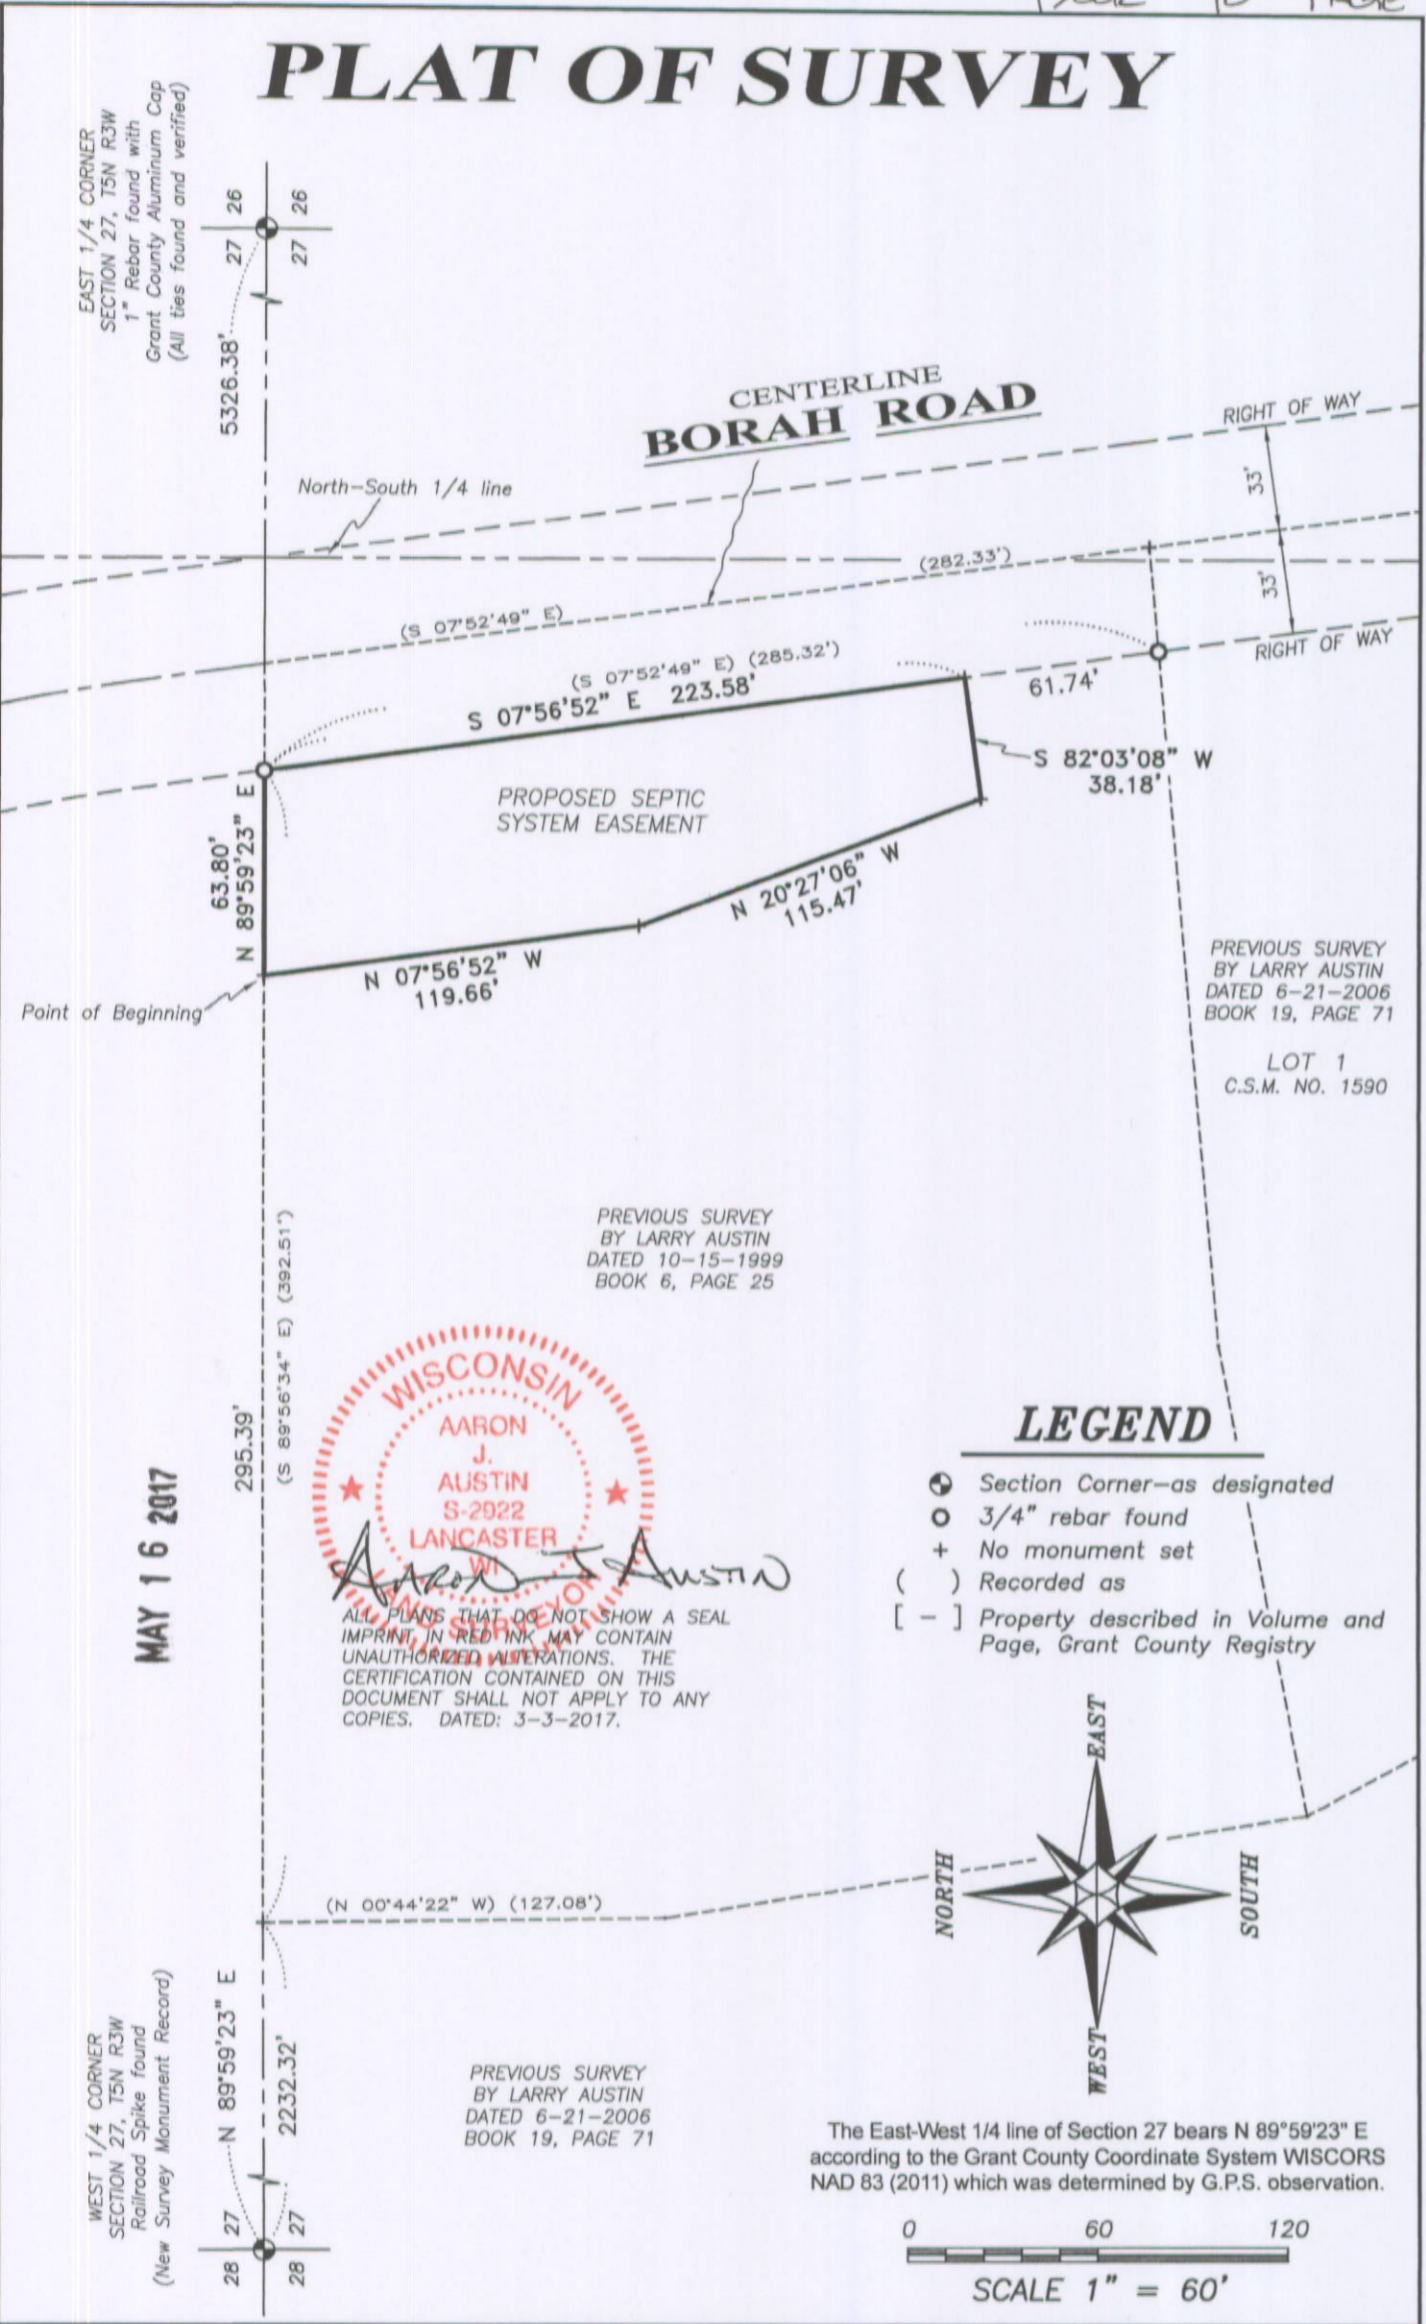 PLAT OF SURVEY
EAST 1/4 CORNER
SECTION 27, T5N R3W
1" Rebar found with
Grant County Aluminum Cap
(All ties found and verified)
27 26
27 26
5326.38'
North-South 1/4 line
CENTERLINE
BORAH ROAD
RIGHT OF WAY
33'
33'
RIGHT OF WAY
(282.33')
(S 07°52'49" E)
(S 07°52'49" E) (285.32')
S 07°56'52" E 223.58'
61.74'
S 82°03'08" W
38.18'
PROPOSED SEPTIC
SYSTEM EASEMENT
63.80'
N 89°59'23" E
N 20°27'06" W
115.47'
N 07°56'52" W
119.66'
Point of Beginning
PREVIOUS SURVEY
BY LARRY AUSTIN
DATED 6-21-2006
BOOK 19, PAGE 71
LOT 1
C.S.M. NO. 1590
PREVIOUS SURVEY
BY LARRY AUSTIN
DATED 10-15-1999
BOOK 6, PAGE 25
295.39'
(S 89°56'34" E) (392.51')
MAY 16 2017
WISCONSIN
AARON
J.
AUSTIN
S-2922
LANCASTER
WI
LAND SURVEYOR
AARON J AUSTIN
ALL PLANS THAT DO NOT SHOW A SEAL
IMPRINT IN RED INK MAY CONTAIN
UNAUTHORIZED ALTERATIONS. THE
CERTIFICATION CONTAINED ON THIS
DOCUMENT SHALL NOT APPLY TO ANY
COPIES. DATED: 3-3-2017.
LEGEND
Section Corner-as designated
3/4" rebar found
+ No monument set
( ) Recorded as
[ - ] Property described in Volume and
Page, Grant County Registry
EAST
NORTH
SOUTH
WEST
(N 00°44'22" W) (127.08')
N 89°59'23" E
2232.32'
WEST 1/4 CORNER
SECTION 27, T5N R3W
Railroad Spike found
(New Survey Monument Record)
28 27
28 27
PREVIOUS SURVEY
BY LARRY AUSTIN
DATED 6-21-2006
BOOK 19, PAGE 71
The East-West 1/4 line of Section 27 bears N 89°59'23" E
according to the Grant County Coordinate System WISCORS
NAD 83 (2011) which was determined by G.P.S. observation.
0 60 120
SCALE 1" = 60'